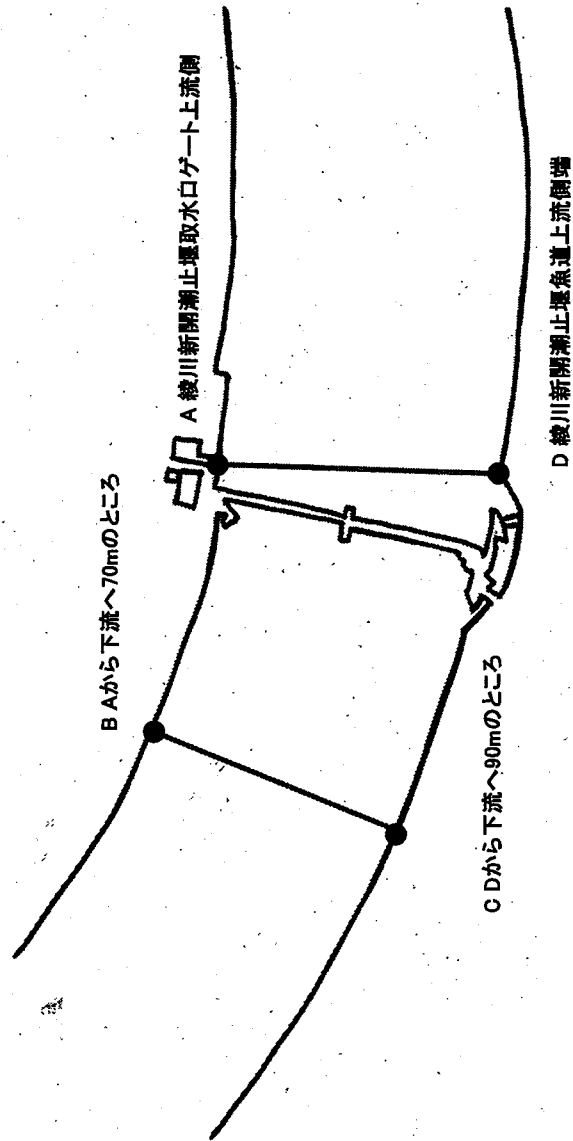 A 綾川新開潮止堰取水口ゲート上流側
B Aから下流へ70mのところ
C Dから下流へ90mのところ
D 綾川新開潮止堰魚道上流側端